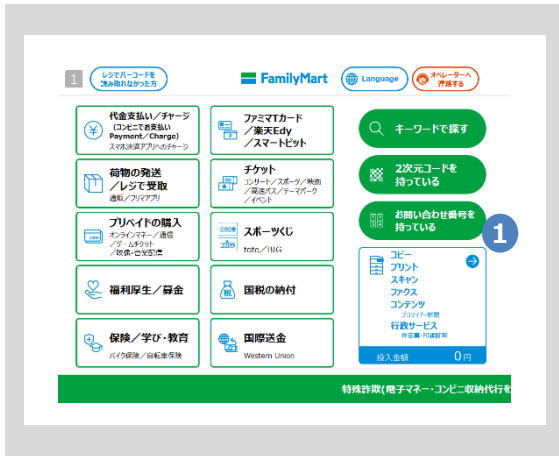 1
レジでバーコードを
読み取れなかった方
FamilyMart
Language
オペレーターへ
連絡する
代金支払い/チャージ
(コンビニでお支払い
Payment/Charge)
スマホ決済アプリへのチャージ
ファミマTカード
/楽天Edy
/スマートピット
キーワードで探す
荷物の発送
/レジで受取
通販/フリマアプリ
チケット
コンサート/スポーツ/映画
/高速バス/テーマパーク
/イベント
2次元コードを
持っている
プリペイドの購入
オンラインマネー/通信
/ゲームチケット
/映像・音楽配信
スポーツくじ
toto/BIG
お問い合わせ番号を
持っている
1
福利厚生/募金
税
国税の納付
コピー
プリント
スキャン
ファクス
コンテンツ
ブロマイド・新聞
行政サービス
住民票・印鑑証明
保険/学び・教育
バイク保険/自転車保険
国際送金
Western Union
投入金額 0円
特殊詐欺(電子マネー・コンビニ収納代行を